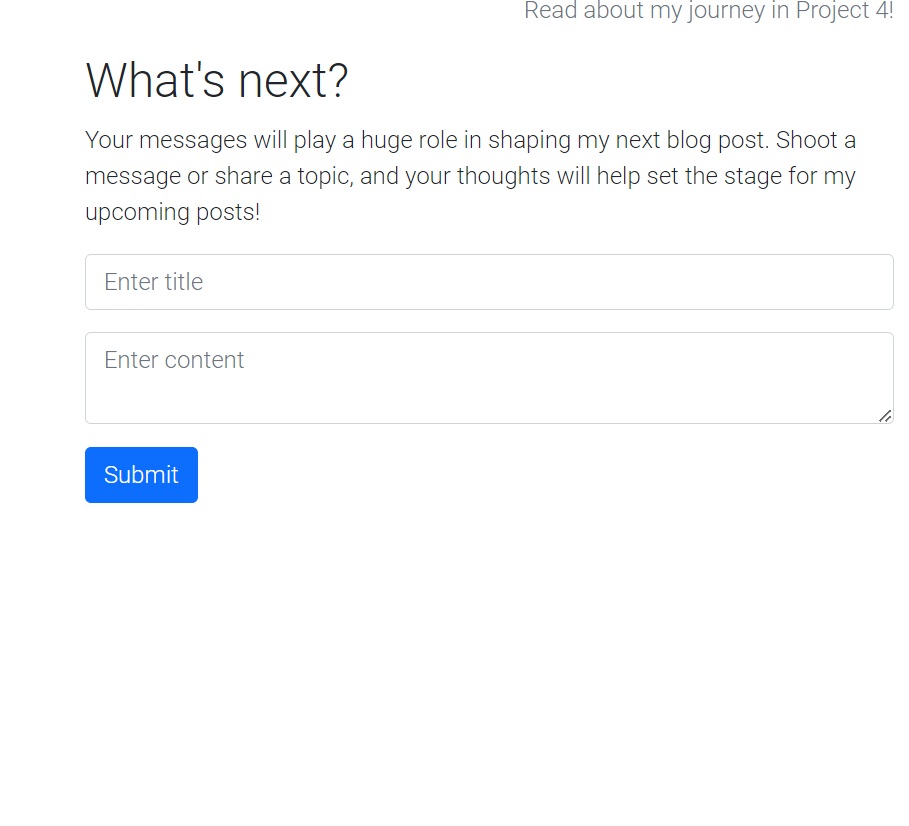 Read about my journey in Project 4!
What's next?
Your messages will play a huge role in shaping my next blog post. Shoot a
message or share a topic, and your thoughts will help set the stage for my
upcoming posts!
Enter title
Enter content
Submit